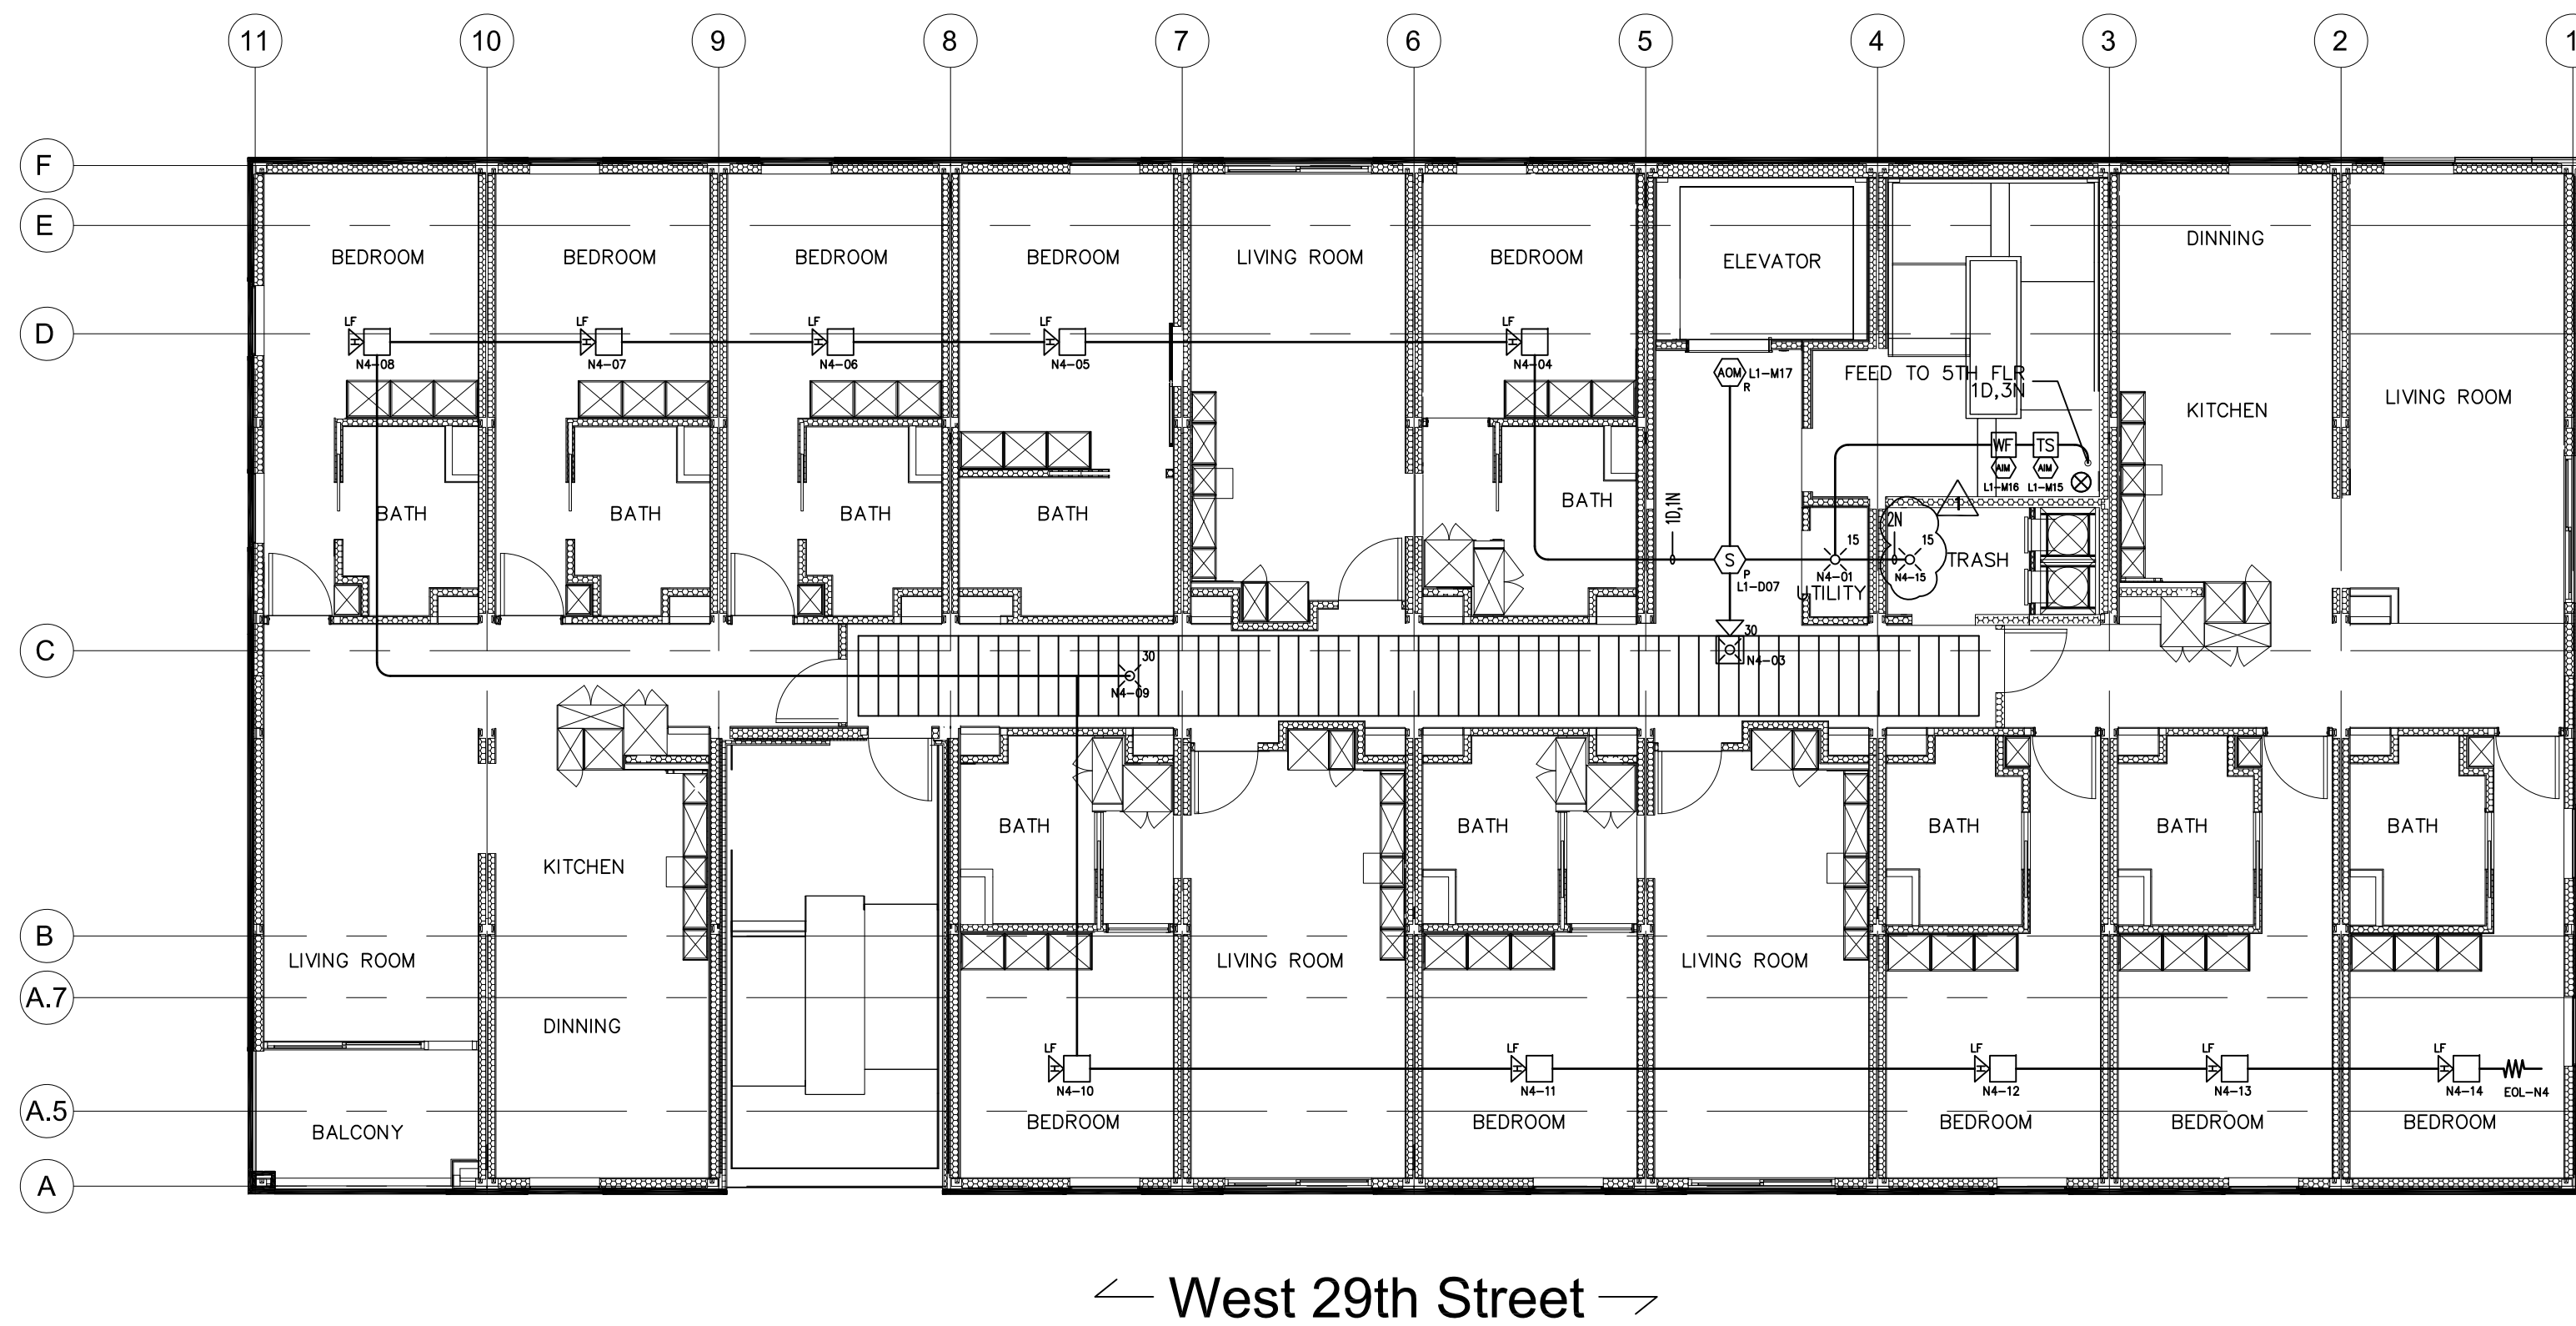 11 10 9 8 7 6 5 4 3 2 1
F
E
DINNING
BEDROOM BEDROOM BEDROOM BEDROOM LIVING ROOM BEDROOM ELEVATOR
D
LF LF LF LF LF
N4-08 N4-07 N4-06 N4-05 N4-04
AOM L1-M17
R
FEED TO 5TH FLR
1D,3N
LIVING ROOM
KITCHEN
WF TS
AIM AIM
L1-M16 L1-M15
BATH BATH BATH BATH BATH
1D,1N
1
2N
S
P
L1-D07
15
N4-01
UTILITY
15
N4-15
TRASH
C
30
N4-09
30
N4-03
BATH BATH BATH BATH BATH
KITCHEN
B
LIVING ROOM LIVING ROOM LIVING ROOM
A.7
DINNING
LF LF LF LF LF
H H H H H
N4-10 N4-11 N4-12 N4-13 N4-14 EOL-N4
A.5
BEDROOM BEDROOM BEDROOM BEDROOM BEDROOM
BALCONY
A
West 29th Street